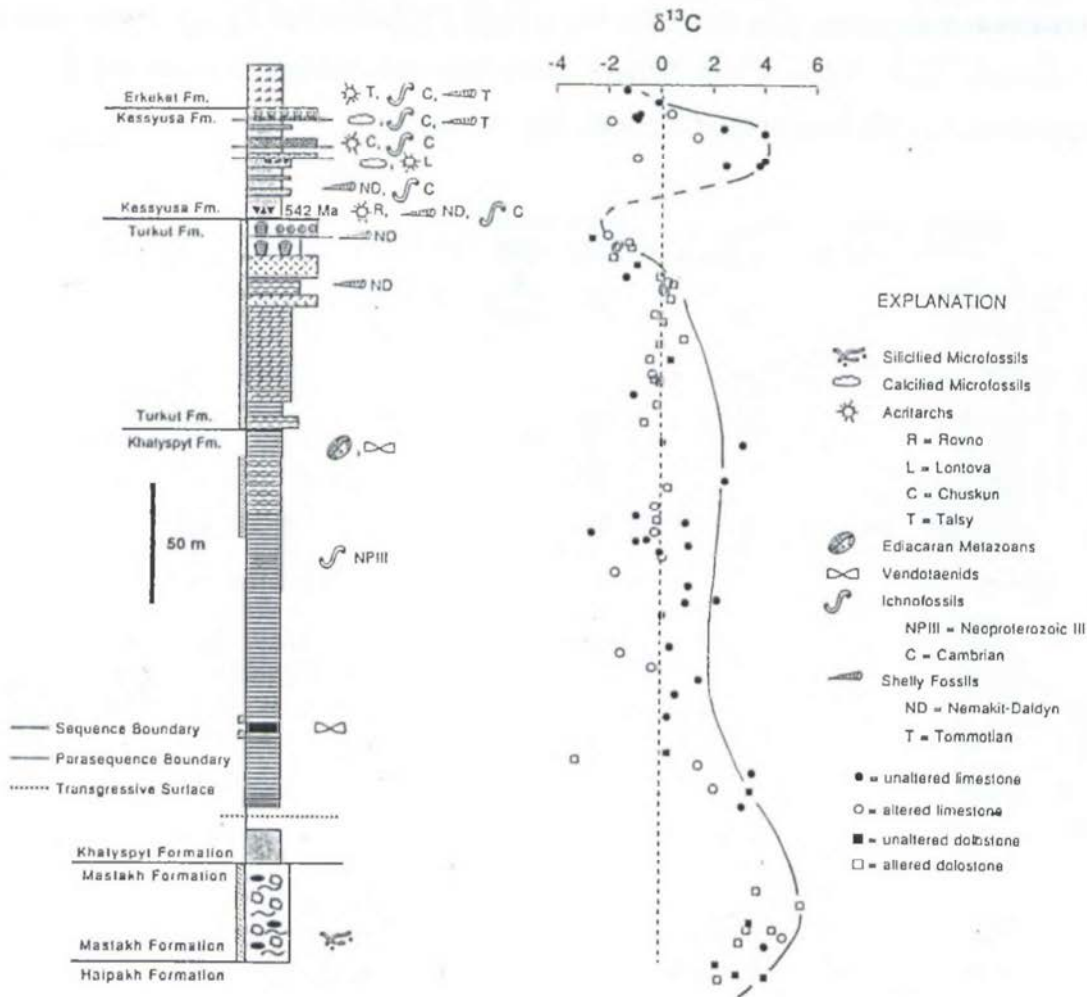 δ13C
-4 -2 0 2 4 6
Erkeket Fm.
T, C, T
Kessyusa Fm.
, C, T
C, C
, L
ND, C
Kessyusa Fm.
542 Ma R, ND, C
Turkut Fm.
ND
ND
Turkut Fm.
Khatyspyt Fm.
,
50 m
NPIII
Sequence Boundary
Parasequence Boundary
Transgressive Surface
Khatyspyt Formation
Mastakh Formation
Mastakh Formation
Haipakh Formation
EXPLANATION
Silicified Microfossils
Calcified Microfossils
Acritarchs
R = Rovno
L = Lontova
C = Chuskun
T = Talsy
Ediacaran Metazoans
Vendotaenids
Ichnofossils
NPIII = Neoproterozoic III
C = Cambrian
Shelly Fossils
ND = Nemakit-Daldyn
T = Tommotian
= unaltered limestone
= altered limestone
= unaltered dolostone
= altered dolostone